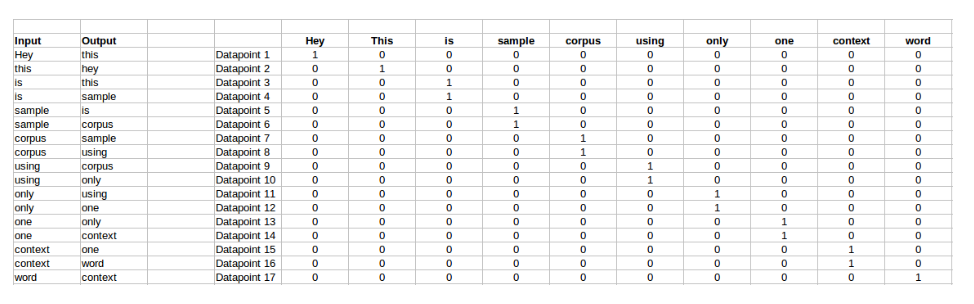 Input Output Hey This is sample corpus using only one context word
Hey this Datapoint 1 1 0 0 0 0 0 0 0 0 0
this hey Datapoint 2 0 1 0 0 0 0 0 0 0 0
is this Datapoint 3 0 0 1 0 0 0 0 0 0 0
is sample Datapoint 4 0 0 1 0 0 0 0 0 0 0
sample is Datapoint 5 0 0 0 1 0 0 0 0 0 0
sample corpus Datapoint 6 0 0 0 1 0 0 0 0 0 0
corpus sample Datapoint 7 0 0 0 0 1 0 0 0 0 0
corpus using Datapoint 8 0 0 0 0 1 0 0 0 0 0
using corpus Datapoint 9 0 0 0 0 0 1 0 0 0 0
using only Datapoint 10 0 0 0 0 0 1 0 0 0 0
only using Datapoint 11 0 0 0 0 0 0 1 0 0 0
only one Datapoint 12 0 0 0 0 0 0 1 0 0 0
one only Datapoint 13 0 0 0 0 0 0 0 1 0 0
one context Datapoint 14 0 0 0 0 0 0 0 1 0 0
context one Datapoint 15 0 0 0 0 0 0 0 0 1 0
context word Datapoint 16 0 0 0 0 0 0 0 0 1 0
word context Datapoint 17 0 0 0 0 0 0 0 0 0 1